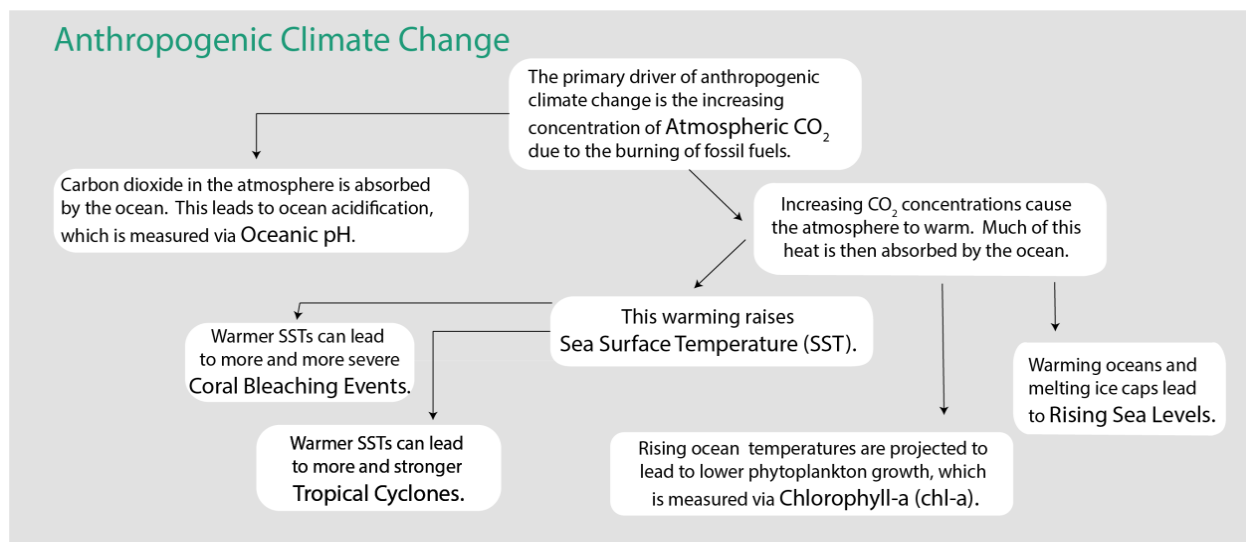 Anthropogenic Climate Change
The primary driver of anthropogenic
climate change is the increasing
concentration of Atmospheric CO₂
due to the burning of fossil fuels.
Carbon dioxide in the atmosphere is absorbed
by the ocean. This leads to ocean acidification,
which is measured via Oceanic pH.
Increasing CO₂ concentrations cause
the atmosphere to warm. Much of this
heat is then absorbed by the ocean.
This warming raises
Sea Surface Temperature (SST).
Warmer SSTs can lead
to more and more severe
Coral Bleaching Events.
Warming oceans and
melting ice caps lead
to Rising Sea Levels.
Warmer SSTs can lead
to more and stronger
Tropical Cyclones.
Rising ocean temperatures are projected to
lead to lower phytoplankton growth, which
is measured via Chlorophyll-a (chl-a).